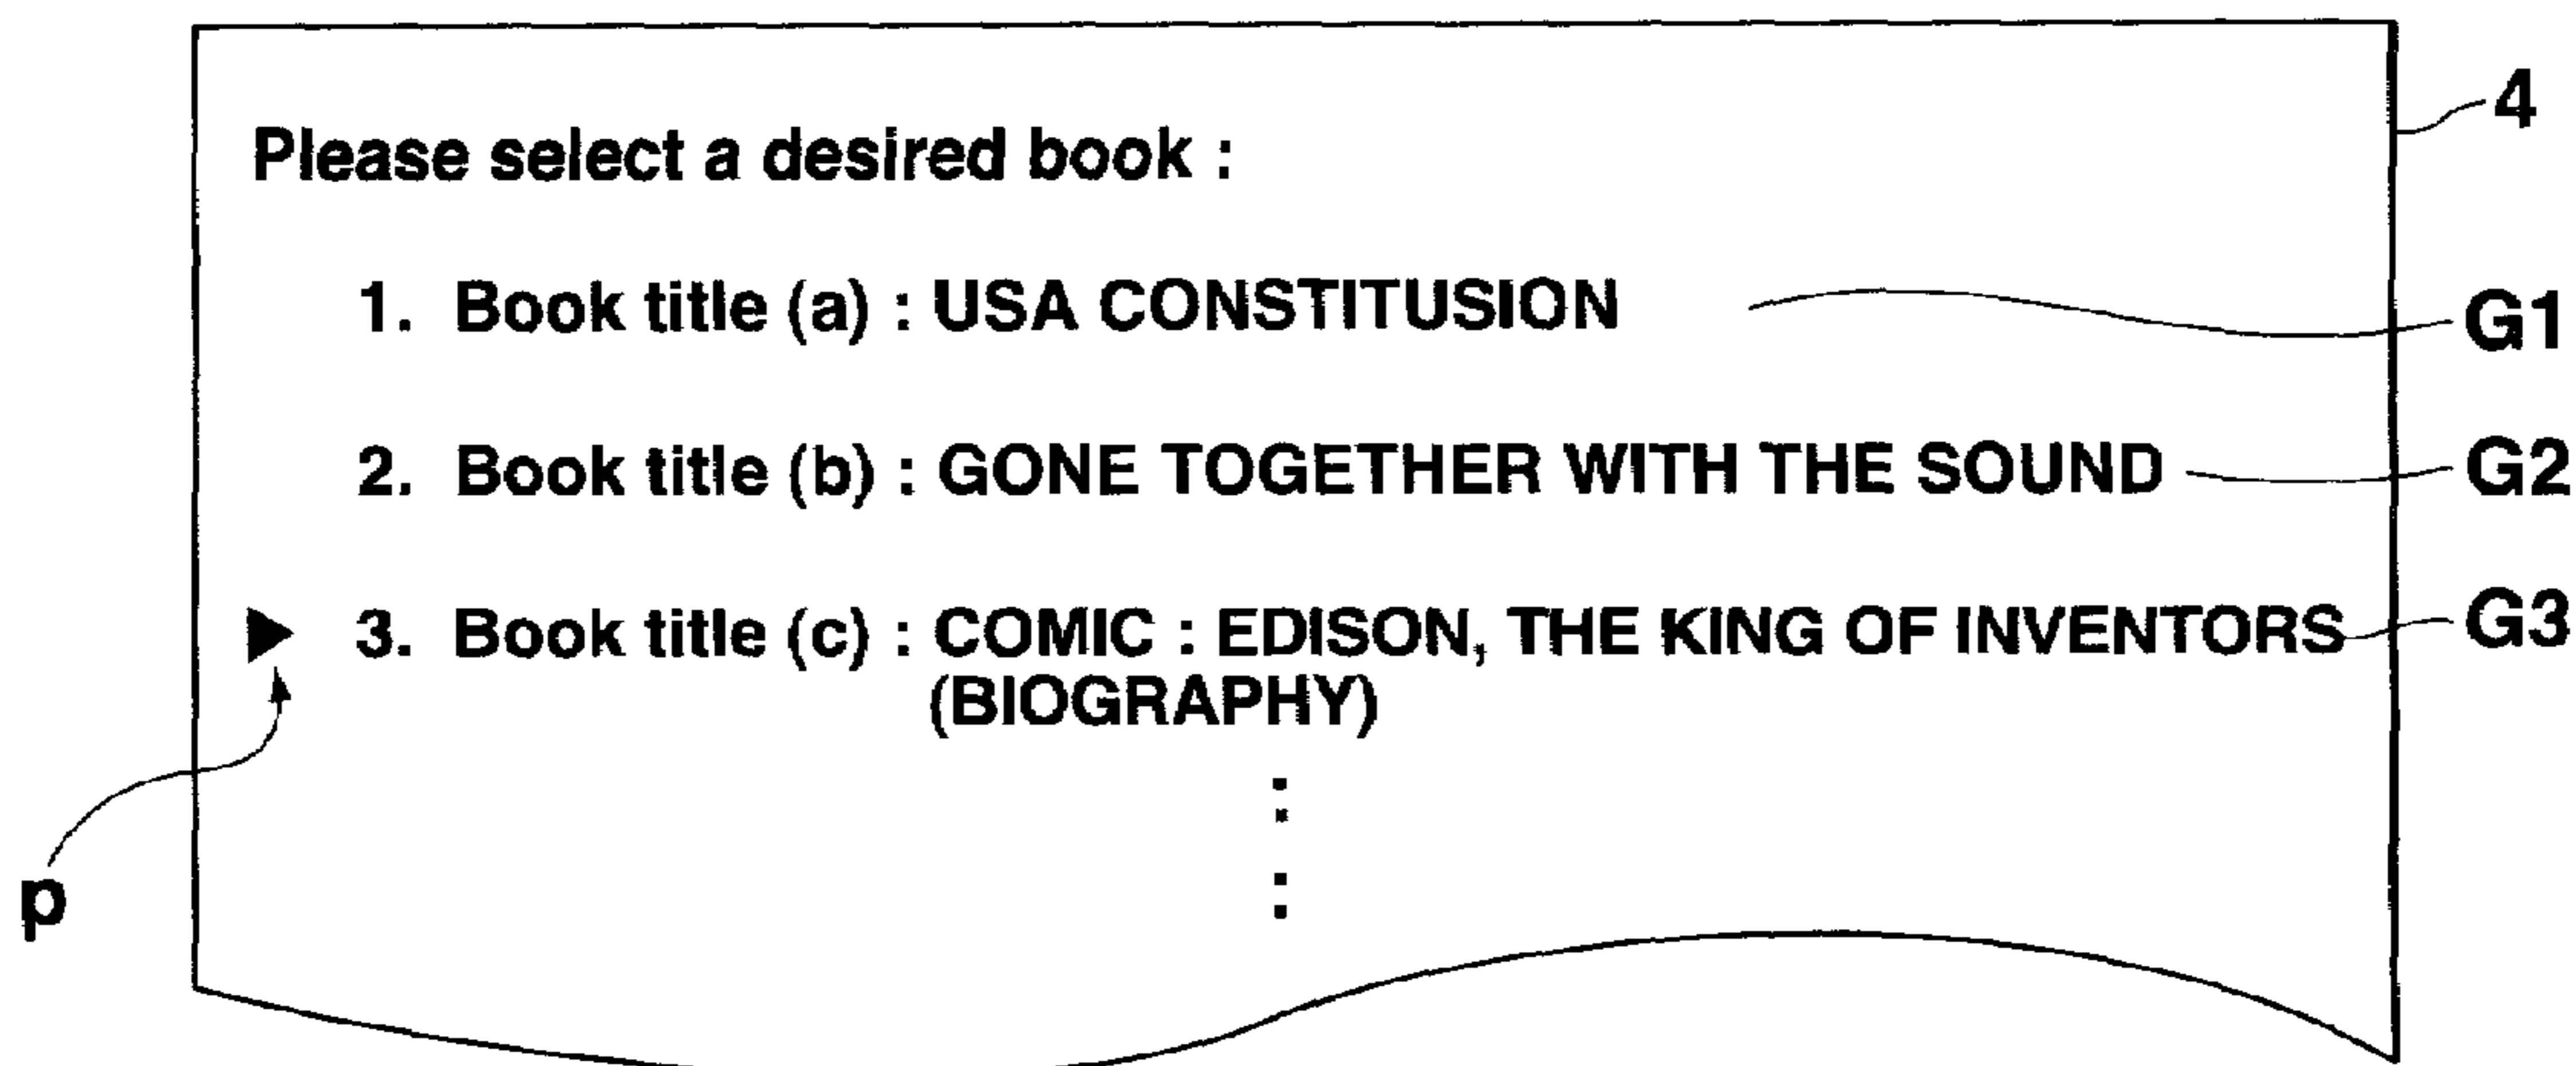 4
Please select a desired book :
1. Book title (a) : USA CONSTITUSION
G1
2. Book title (b) : GONE TOGETHER WITH THE SOUND
G2
3. Book title (c) : COMIC : EDISON, THE KING OF INVENTORS
G3
(BIOGRAPHY)
p